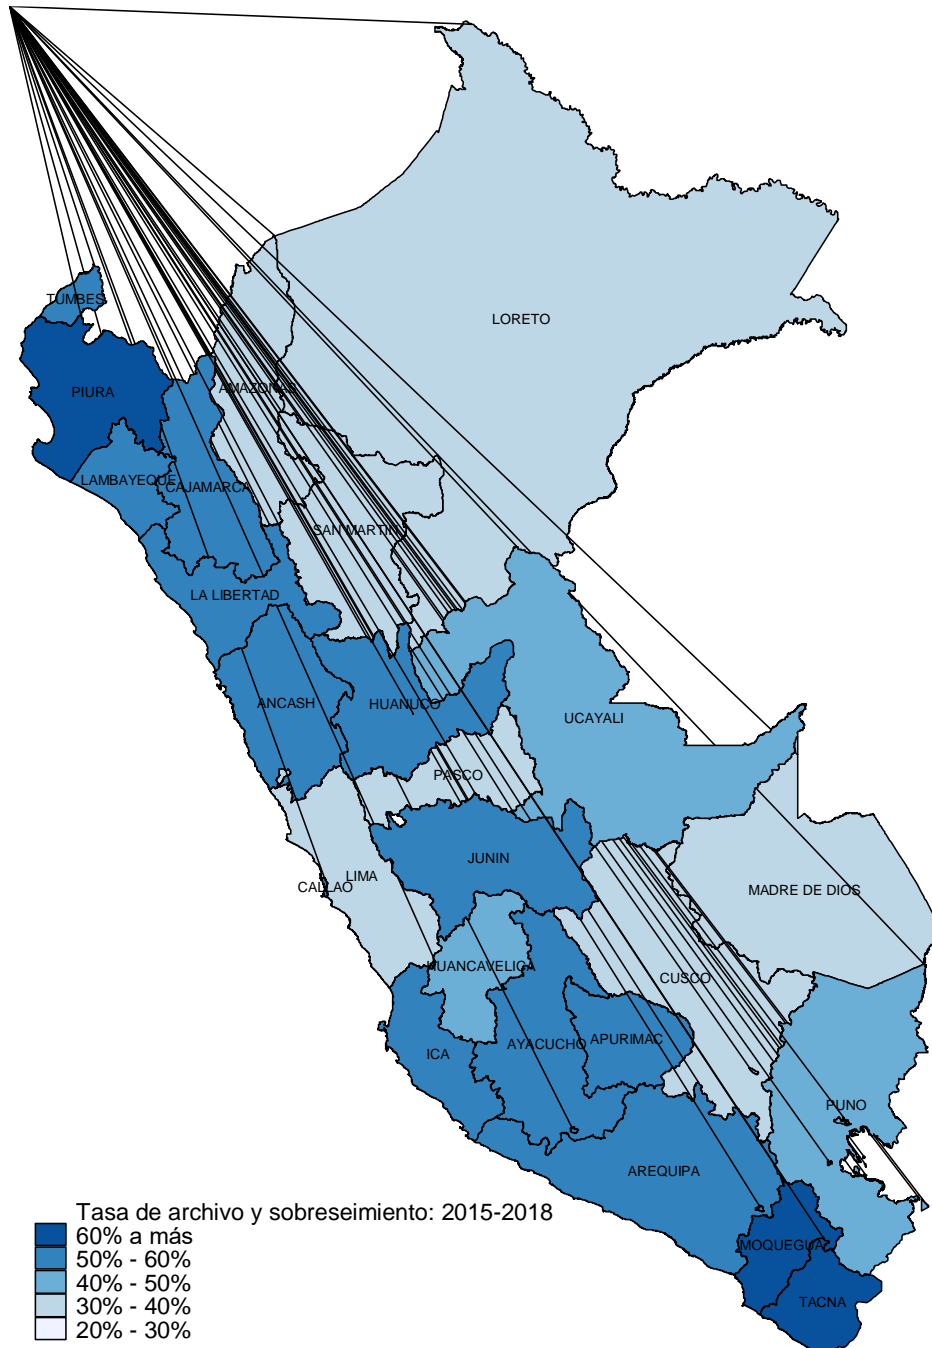 LORETO
TUMBES
AMAZONAS
PIURA
LAMBAYEQUE
CAJAMARCA
SAN MARTIN
LA LIBERTAD
ANCASH
HUANUCO
UCAYALI
PASCO
JUNIN
LIMA
CALLAO
MADRE DE DIOS
HUANCAVELICA
CUSCO
AYACUCHO
APURIMAC
ICA
PUNO
AREQUIPA
MOQUEGUA
TACNA
Tasa de archivo y sobreseimiento: 2015-2018
60% a más
50% - 60%
40% - 50%
30% - 40%
20% - 30%